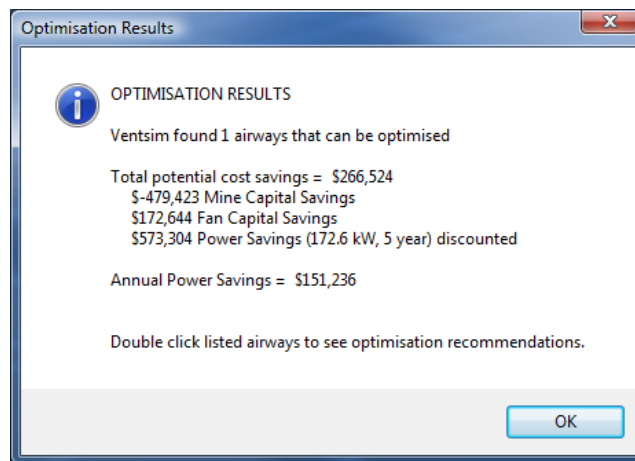 Optimisation Results
OPTIMISATION RESULTS
Ventsim found 1 airways that can be optimised
Total potential cost savings =  $266,524
$-479,423 Mine Capital Savings
$172,644 Fan Capital Savings
$573,304 Power Savings (172.6 kW, 5 year) discounted
Annual Power Savings =  $151,236
Double click listed airways to see optimisation recommendations.
OK